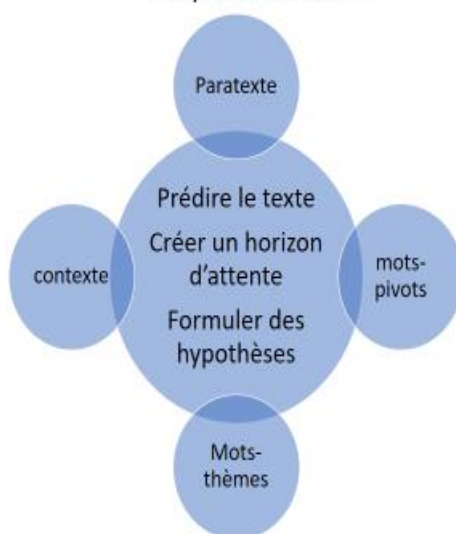 Paratexte
Prédire le texte
Créer un horizon
d'attente
Formuler des
hypothèses
contexte
mots-
pivots
Mots-
thèmes